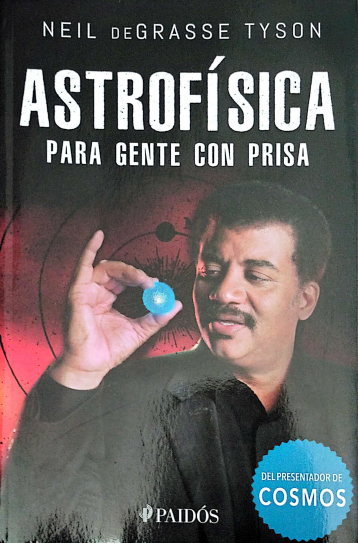 NEIL DEGRASSE TYSON
ASTROFÍSICA
PARA GENTE CON PRISA
DEL PRESENTADOR DE
COSMOS
PAIDÓS